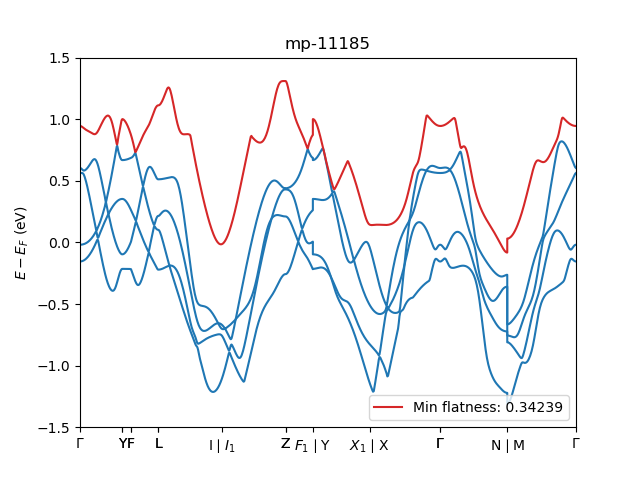 mp-11185
1.5
1.0
0.5
0.0
−0.5
−1.0
−1.5
E − E_F (eV)
Γ YF L I | I_1 Z F_1 | Y X_1 | X Γ N | M Γ
Min flatness: 0.34239